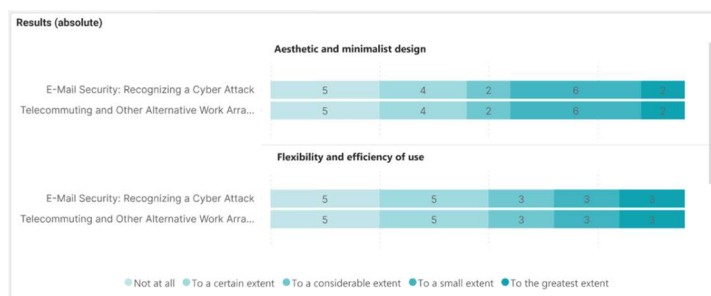 Results (absolute)
Aesthetic and minimalist design
E-Mail Security: Recognizing a Cyber Attack 5 4 2 6 2
Telecommuting and Other Alternative Work Arra... 5 4 2 6 2
Flexibility and efficiency of use
E-Mail Security: Recognizing a Cyber Attack 5 5 3 3 3
Telecommuting and Other Alternative Work Arra... 5 5 3 3 3
Not at all To a certain extent To a considerable extent To a small extent To the greatest extent